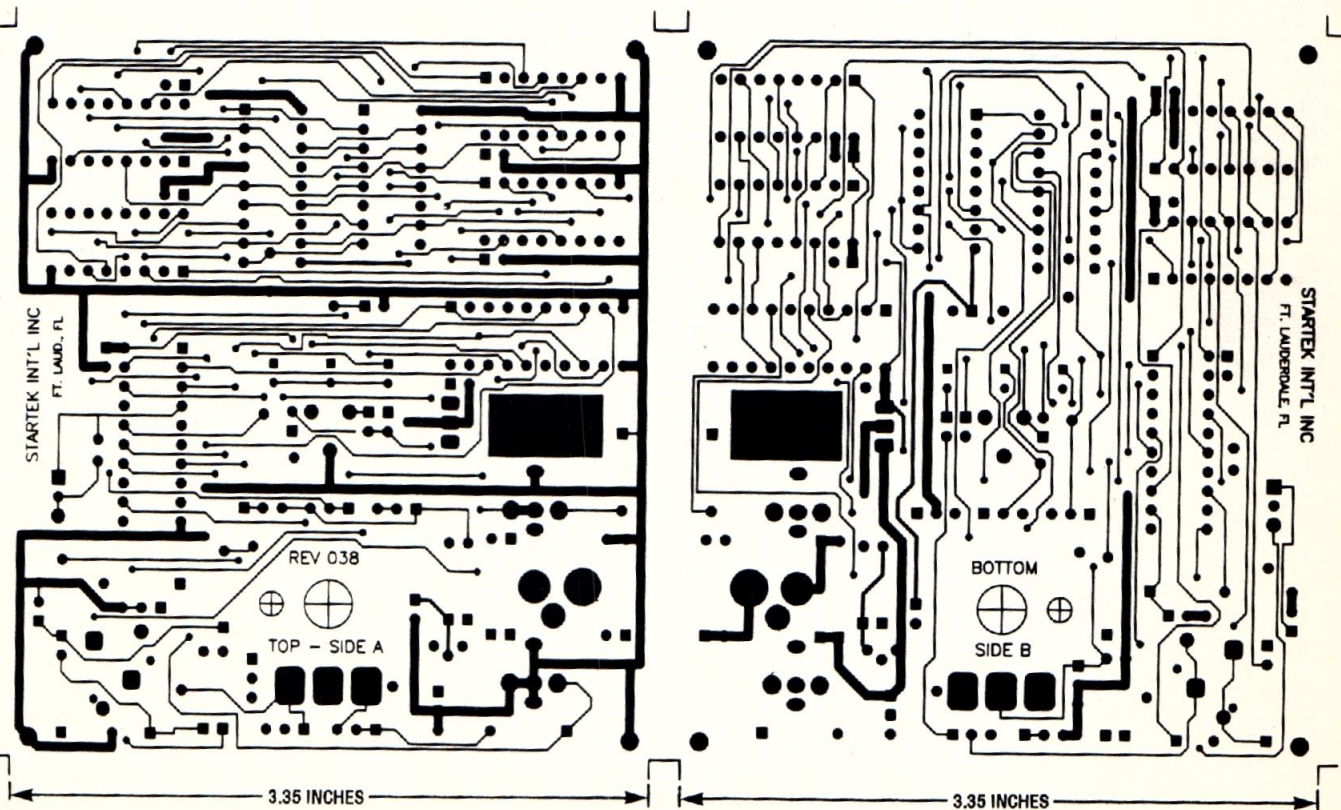 STARTEK INT'L INC
FT. LAUD., FL
REV 038
TOP - SIDE A
3.35 INCHES
BOTTOM
SIDE B
STARTEK INT'L INC
FT. LAUDERDALE, FL
3.35 INCHES